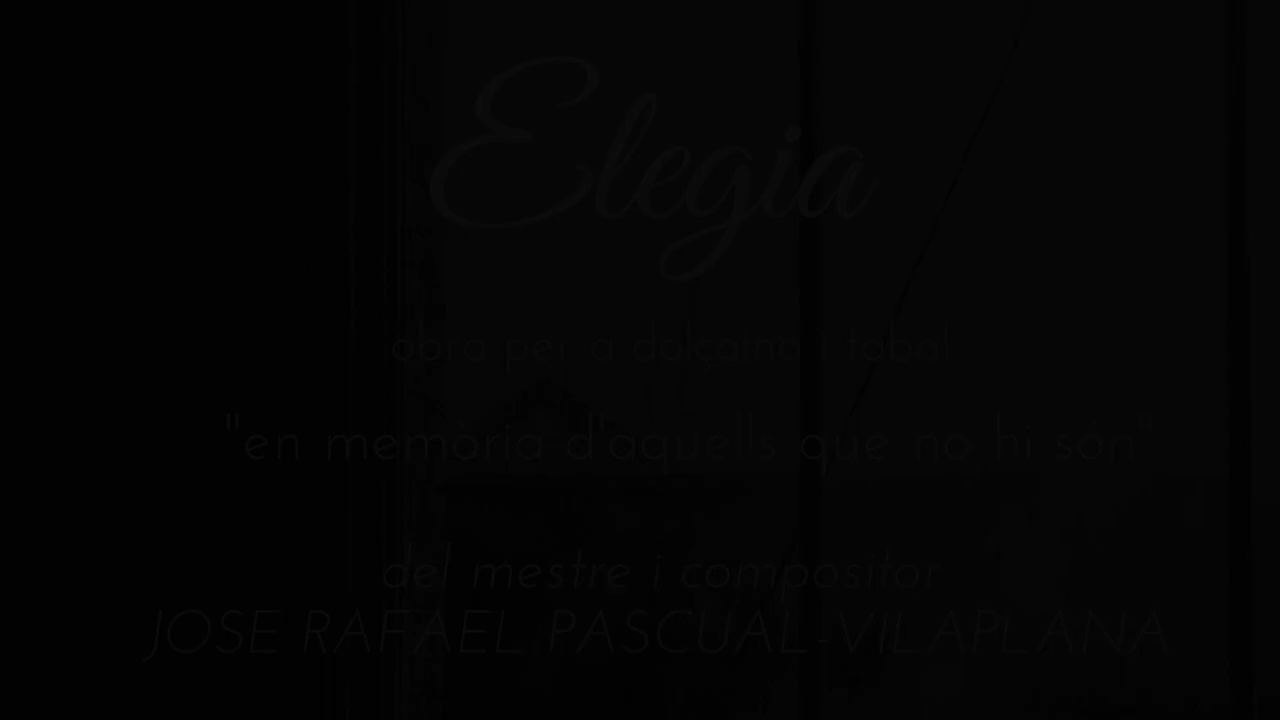 Elegia
obra per a dolçaina i tabal
"en memòria d'aquells que no hi són"
del mestre i compositor
JOSE RAFAEL PASCUAL-VILAPLANA